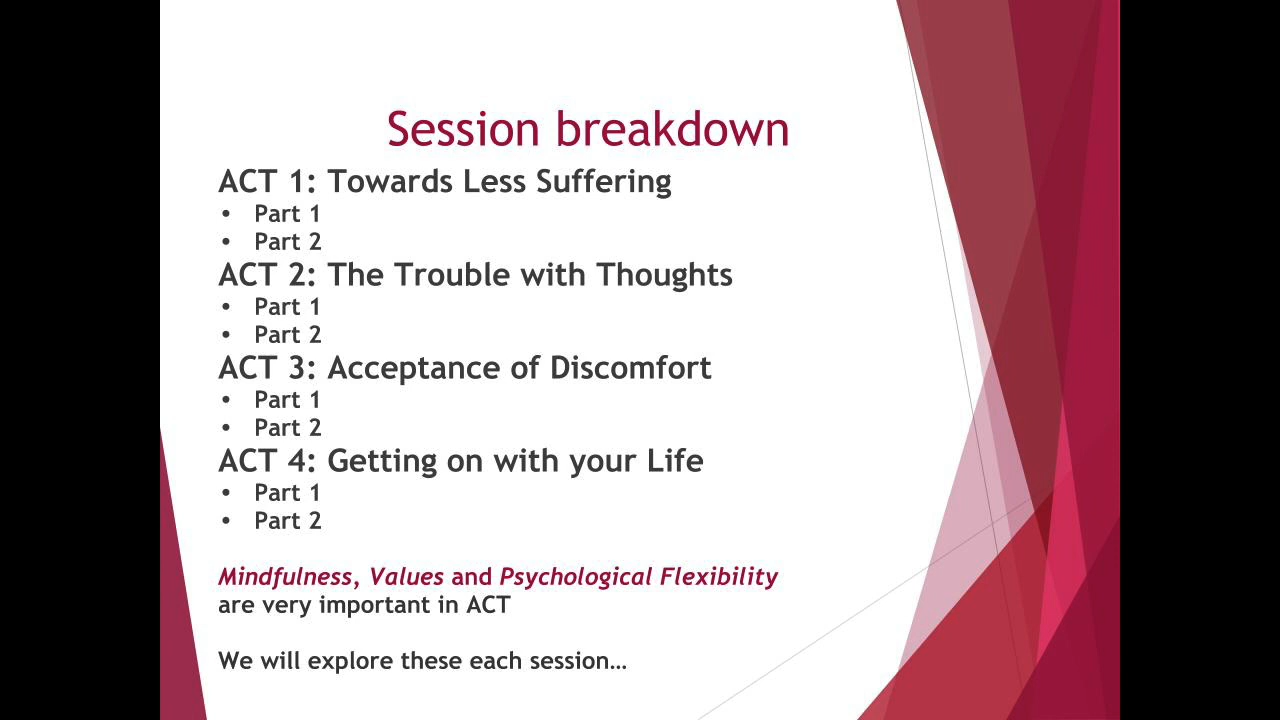 Session breakdown
ACT 1: Towards Less Suffering
• Part 1
• Part 2
ACT 2: The Trouble with Thoughts
• Part 1
• Part 2
ACT 3: Acceptance of Discomfort
• Part 1
• Part 2
ACT 4: Getting on with your Life
• Part 1
• Part 2
Mindfulness, Values and Psychological Flexibility
are very important in ACT
We will explore these each session…